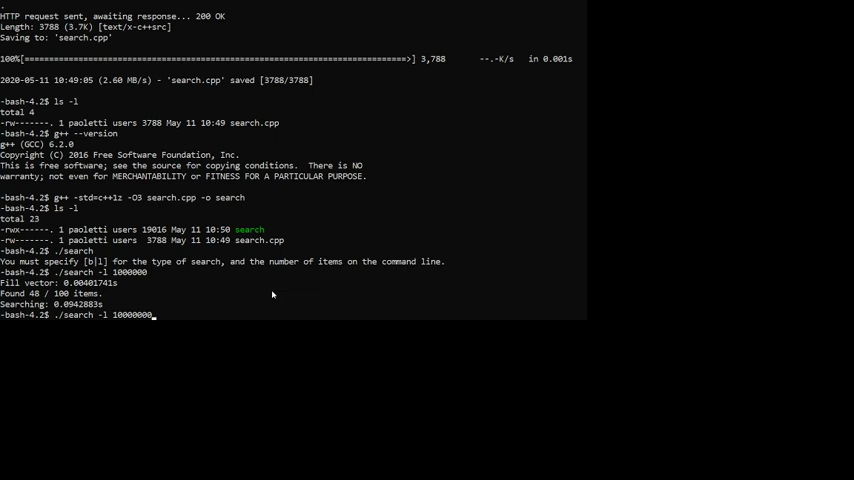 .
HTTP request sent, awaiting response... 200 OK
Length: 3788 (3.7K) [text/x-c++src]
Saving to: 'search.cpp'
100%[==============================================================================>] 3,788       --.-K/s   in 0.001s
2020-05-11 10:49:05 (2.60 MB/s) - 'search.cpp' saved [3788/3788]
-bash-4.2$ ls -l
total 4
-rw-------. 1 paoletti users 3788 May 11 10:49 search.cpp
-bash-4.2$ g++ --version
g++ (GCC) 6.2.0
Copyright (C) 2016 Free Software Foundation, Inc.
This is free software; see the source for copying conditions.  There is NO
warranty; not even for MERCHANTABILITY or FITNESS FOR A PARTICULAR PURPOSE.
-bash-4.2$ g++ -std=c++1z -O3 search.cpp -o search
-bash-4.2$ ls -l
total 23
-rwx------. 1 paoletti users 19016 May 11 10:50 search
-rw-------. 1 paoletti users  3788 May 11 10:49 search.cpp
-bash-4.2$ ./search
You must specify [b|l] for the type of search, and the number of items on the command line.
-bash-4.2$ ./search -l 1000000
Fill vector: 0.00401741s
Found 48 / 100 items.
Searching: 0.0942883s
-bash-4.2$ ./search -l 10000000